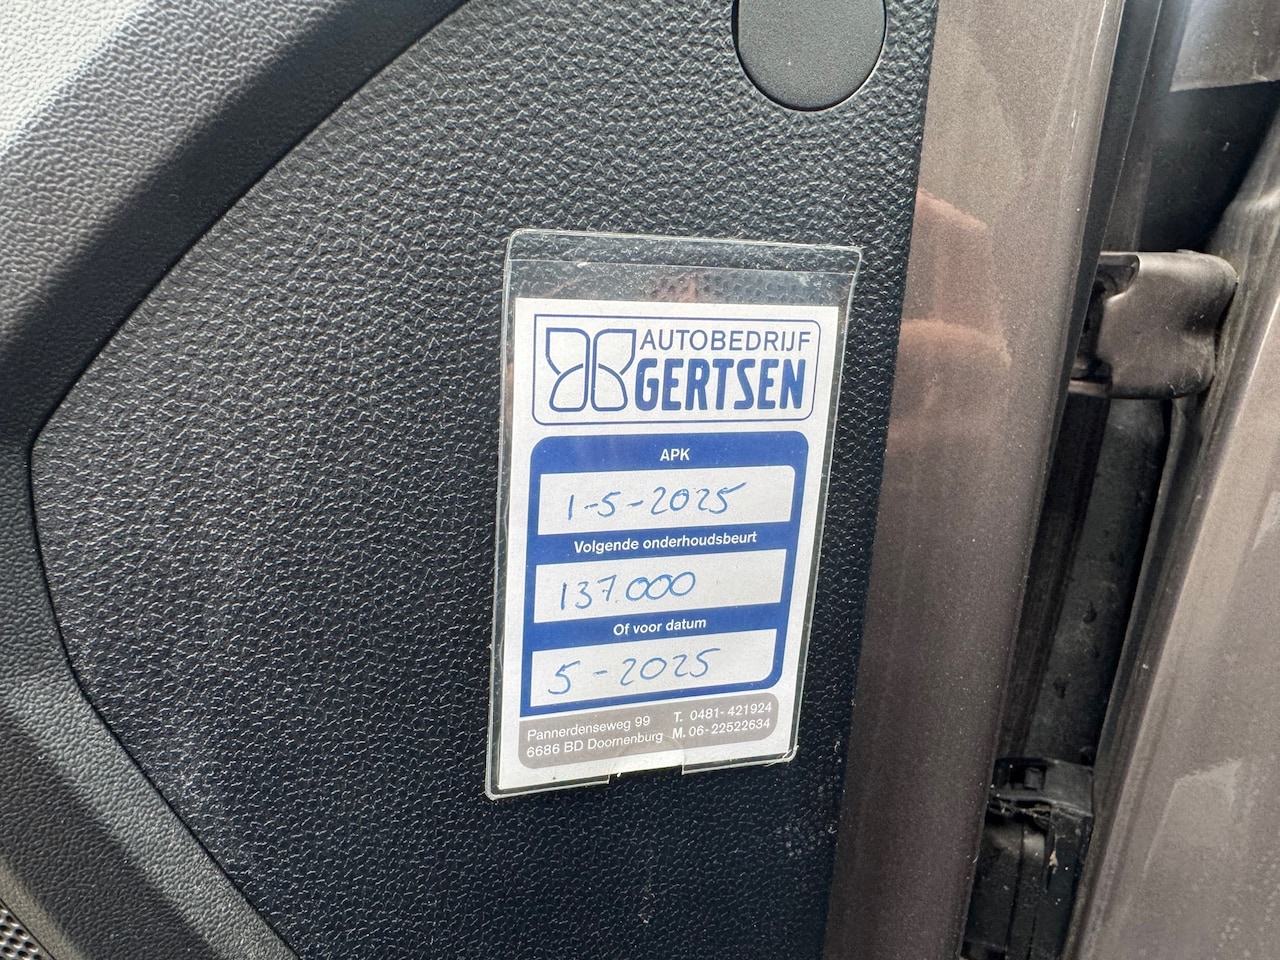 AUTOBEDRIJF
GERTSEN
APK
1-5-2025
Volgende onderhoudsbeurt
137.000
Of voor datum
5-2025
Pannerdenseweg 99 T. 0481-421924
6686 BD Doornenburg M. 06-22522634